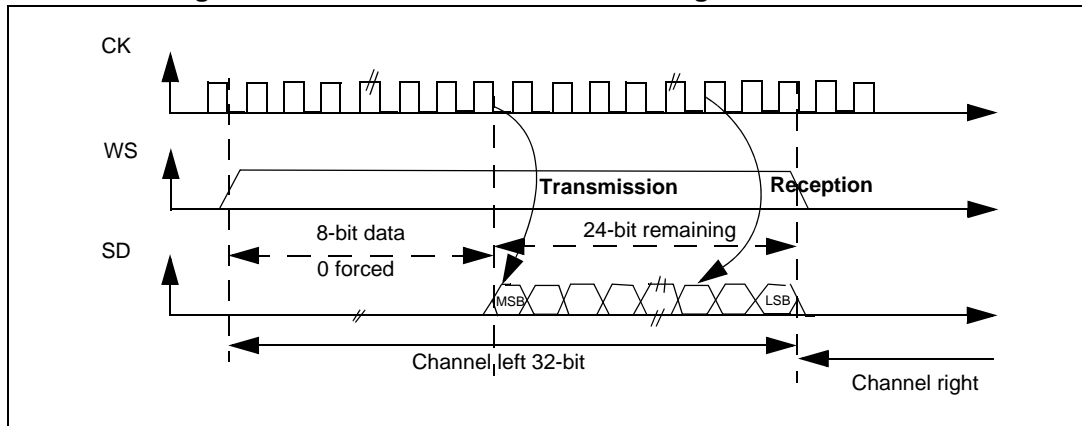 CK
WS
Transmission
Reception
8-bit data
24-bit remaining
SD
0 forced
MSB
LSB
Channel left 32-bit
Channel right